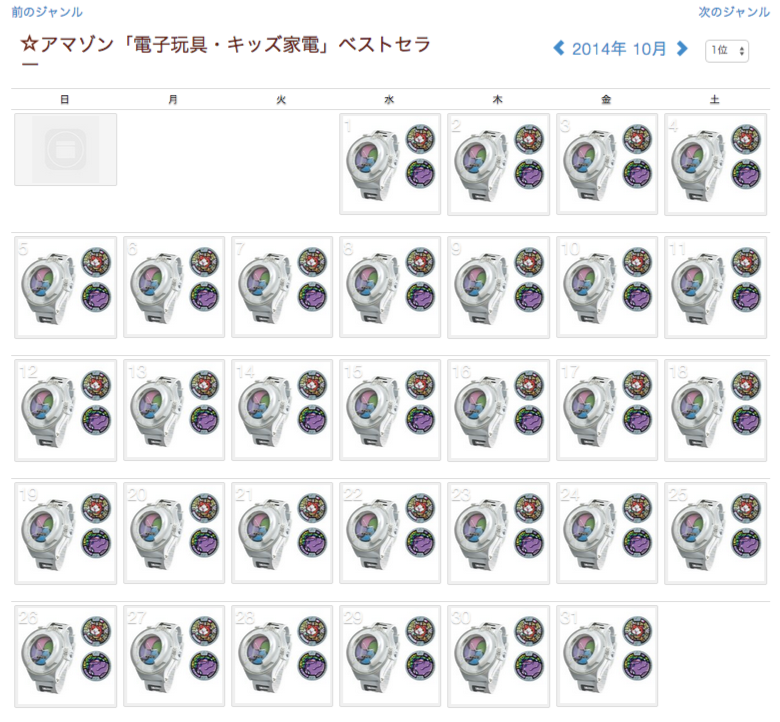 前のジャンル
次のジャンル
☆アマゾン「電子玩具・キッズ家電」ベストセラ
ー
2014年 10月
1位
日 月 火 水 木 金 土
1 2 3 4
5 6 7 8 9 10 11
12 13 14 15 16 17 18
19 20 21 22 23 24 25
26 27 28 29 30 31